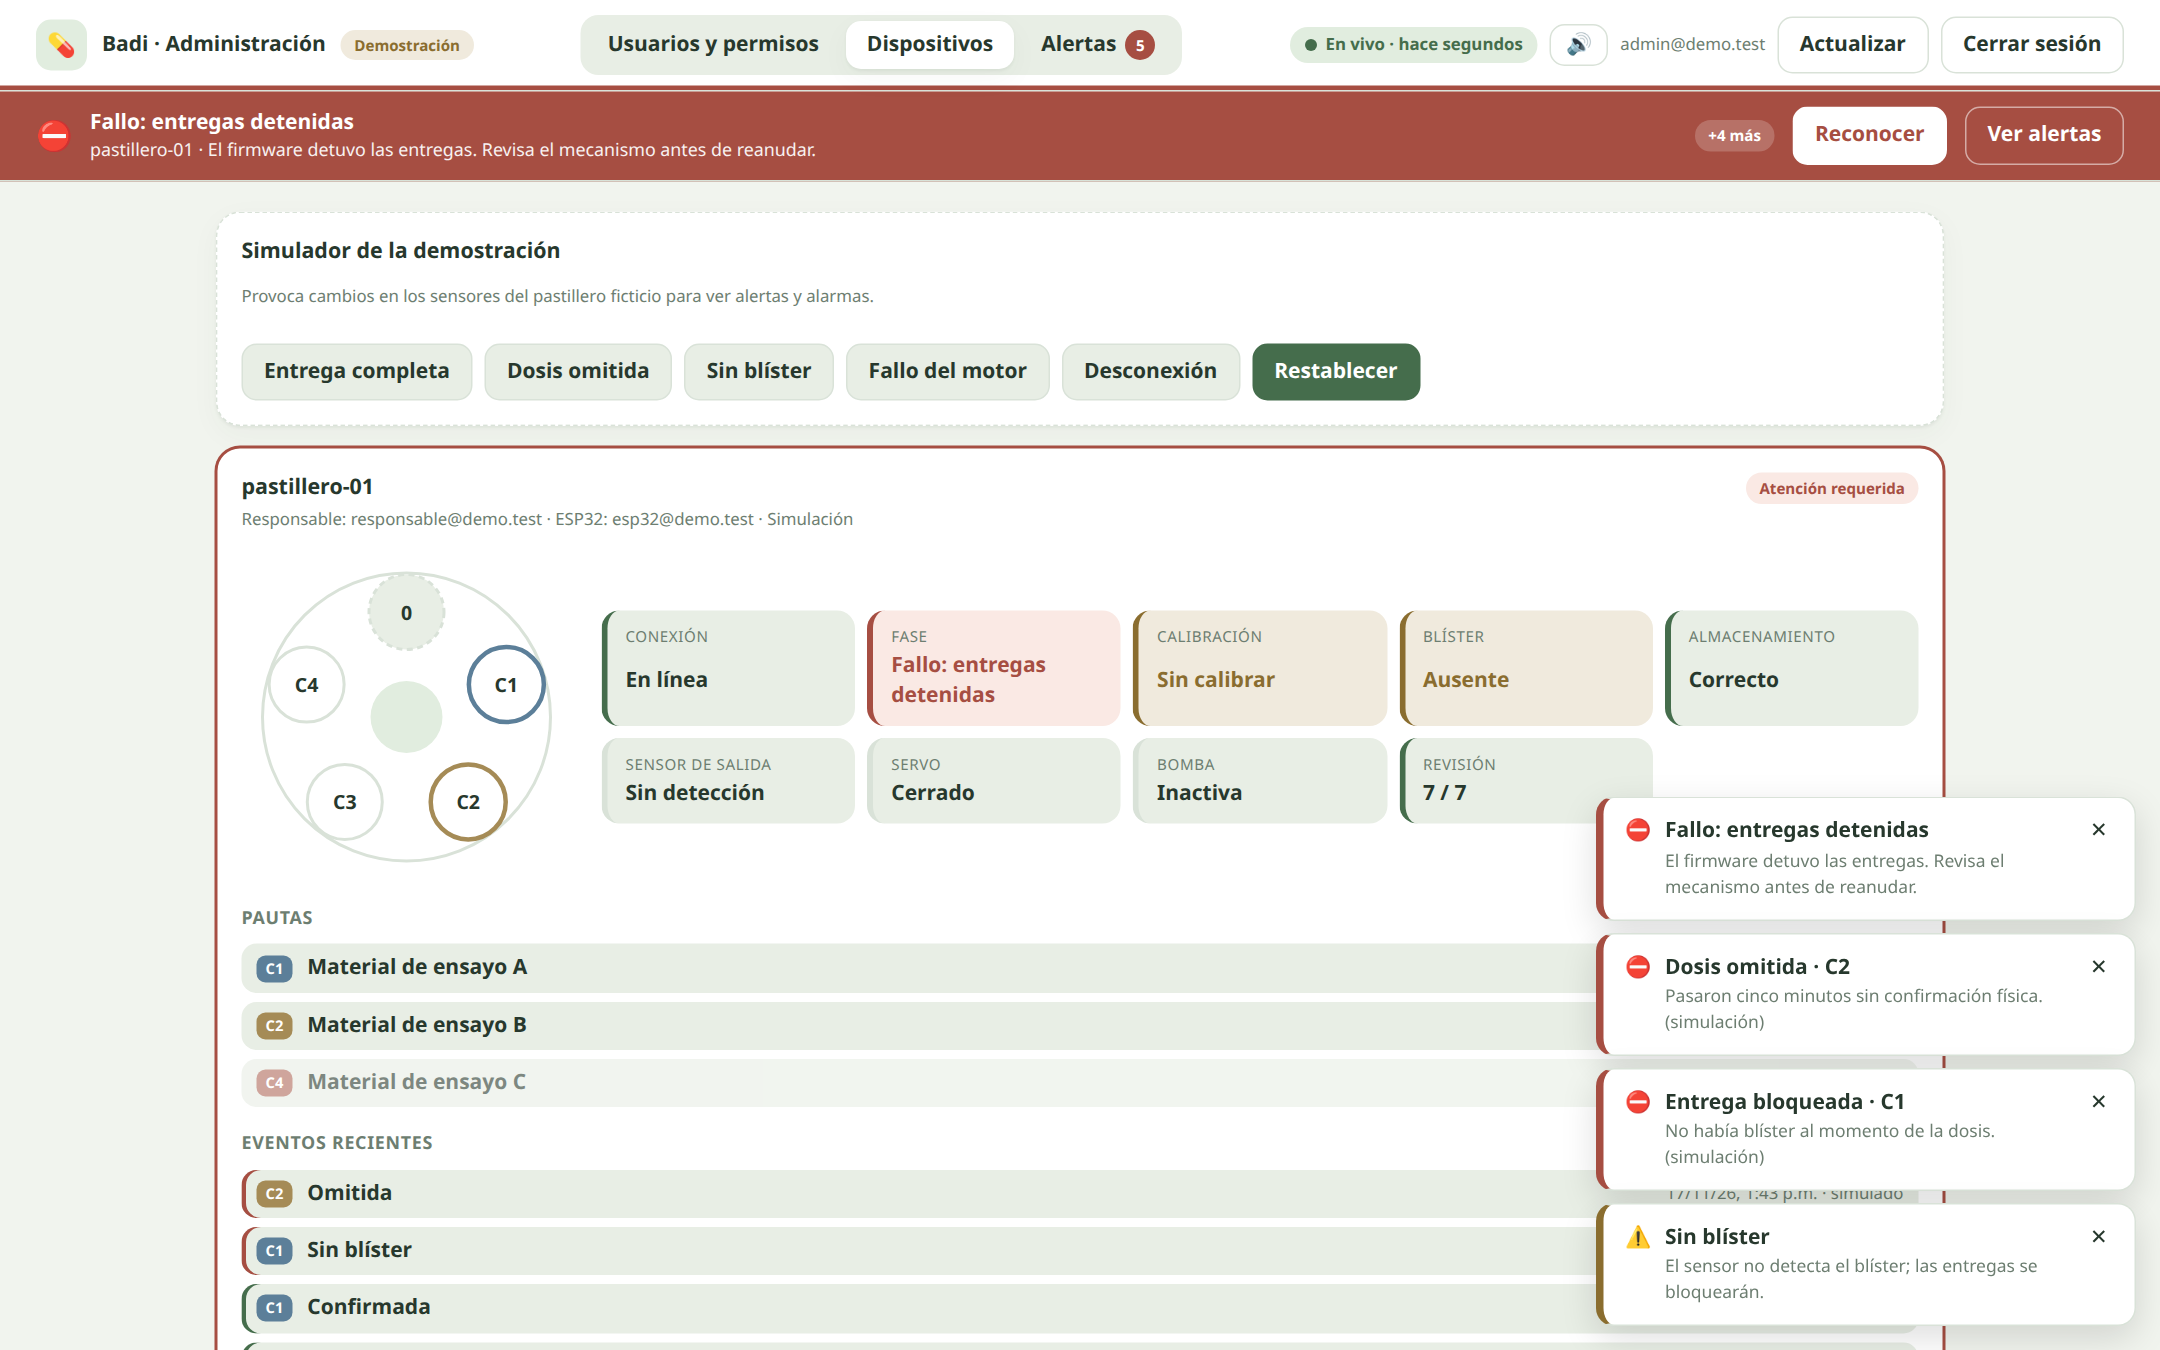 Badi · Administración
Demostración
Usuarios y permisos
Dispositivos
Alertas 5
En vivo · hace segundos
admin@demo.test
Actualizar
Cerrar sesión
Fallo: entregas detenidas
pastillero-01 · El firmware detuvo las entregas. Revisa el mecanismo antes de reanudar.
+4 más
Reconocer
Ver alertas
Simulador de la demostración
Provoca cambios en los sensores del pastillero ficticio para ver alertas y alarmas.
Entrega completa
Dosis omitida
Sin blíster
Fallo del motor
Desconexión
Restablecer
pastillero-01
Atención requerida
Responsable: responsable@demo.test · ESP32: esp32@demo.test · Simulación
0
C4
C1
C3
C2
CONEXIÓN
En línea
FASE
Fallo: entregas
detenidas
CALIBRACIÓN
Sin calibrar
BLÍSTER
Ausente
ALMACENAMIENTO
Correcto
SENSOR DE SALIDA
Sin detección
SERVO
Cerrado
BOMBA
Inactiva
REVISIÓN
7 / 7
PAUTAS
C1 Material de ensayo A
C2 Material de ensayo B
C4 Material de ensayo C
EVENTOS RECIENTES
C2 Omitida
17/11/26, 1:43 p.m. · simulado
C1 Sin blíster
C1 Confirmada
Fallo: entregas detenidas
El firmware detuvo las entregas. Revisa el
mecanismo antes de reanudar.
Dosis omitida · C2
Pasaron cinco minutos sin confirmación física.
(simulación)
Entrega bloqueada · C1
No había blíster al momento de la dosis.
(simulación)
Sin blíster
El sensor no detecta el blíster; las entregas se
bloquearán.